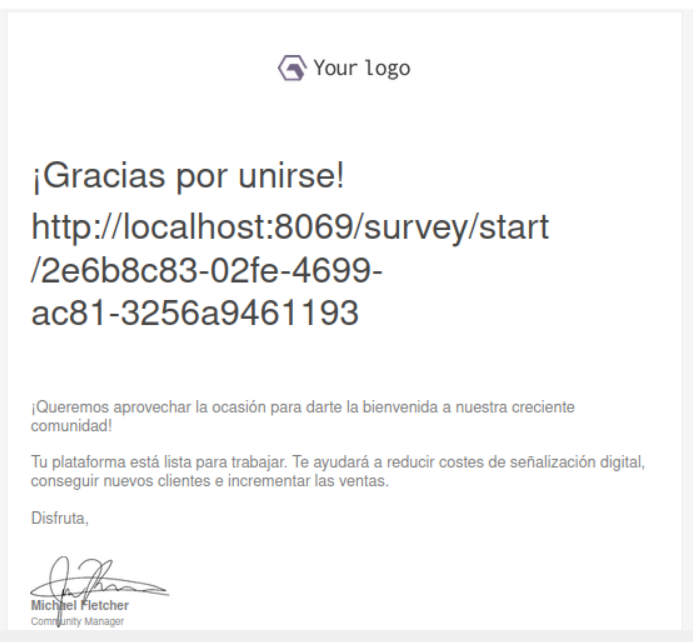 Your logo
¡Gracias por unirse!
http://localhost:8069/survey/start
/2e6b8c83-02fe-4699-
ac81-3256a9461193
¡Queremos aprovechar la ocasión para darte la bienvenida a nuestra creciente
comunidad!
Tu plataforma está lista para trabajar. Te ayudará a reducir costes de señalización digital,
conseguir nuevos clientes e incrementar las ventas.
Disfruta,
Michael Fletcher
Community Manager